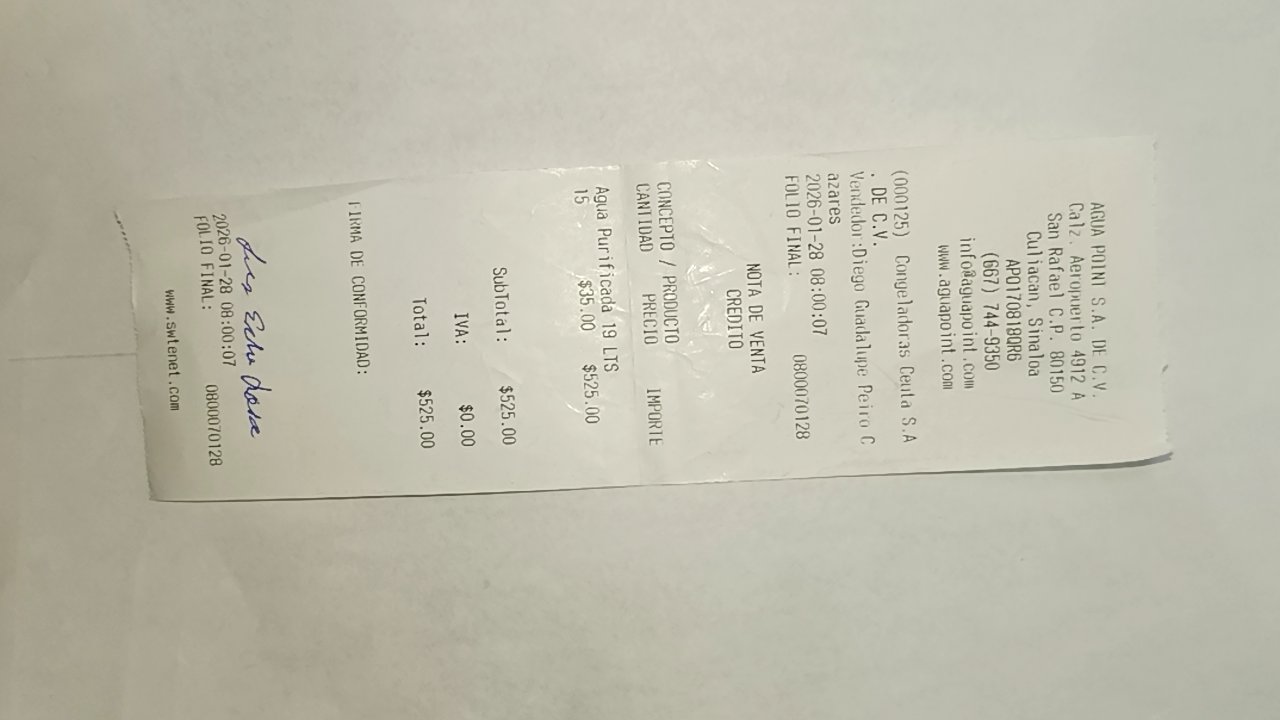 AGUA POINT S.A. DE C.V.
Calz. Aeropuerto 4912 A
San Rafael C.P. 80150
Culiacan, Sinaloa
APO170818QR6
(667) 744-9350
info@aguapoint.com
www.aguapoint.com
(000125) Congeladoras Ceuta S.A
. DE C.V.
Vendedor:Diego Guadalupe Peiro C
azares
2026-01-28 08:00:07
FOLIO FINAL: 0800070128
NOTA DE VENTA
CREDITO
CONCEPTO / PRODUCTO
CANTIDAD PRECIO IMPORTE
Agua Purificada 19 LTS
15 $35.00 $525.00
SubTotal: $525.00
IVA: $0.00
Total: $525.00
FIRMA DE CONFORMIDAD:
2026-01-28 08:00:07
FOLIO FINAL: 0800070128
www.swtenet.com